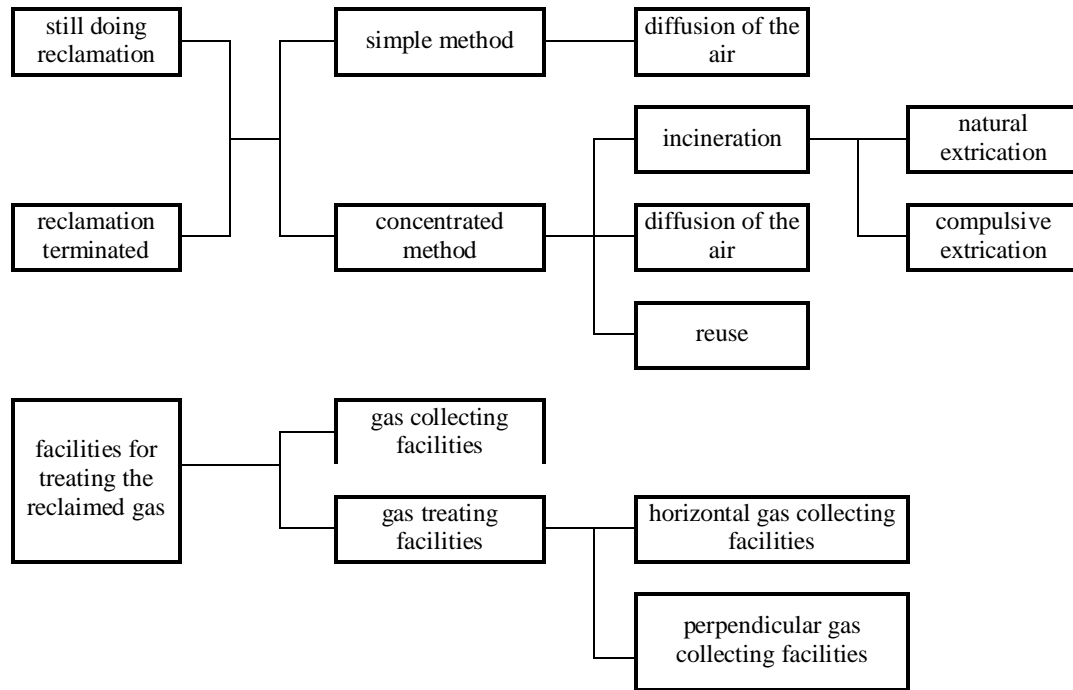 still doing
reclamation
simple method
diffusion of the
air
incineration
natural
extrication
reclamation
terminated
concentrated
method
diffusion of the
air
compulsive
extrication
reuse
facilities for
treating the
reclaimed gas
gas collecting
facilities
gas treating
facilities
horizontal gas collecting
facilities
perpendicular gas
collecting facilities